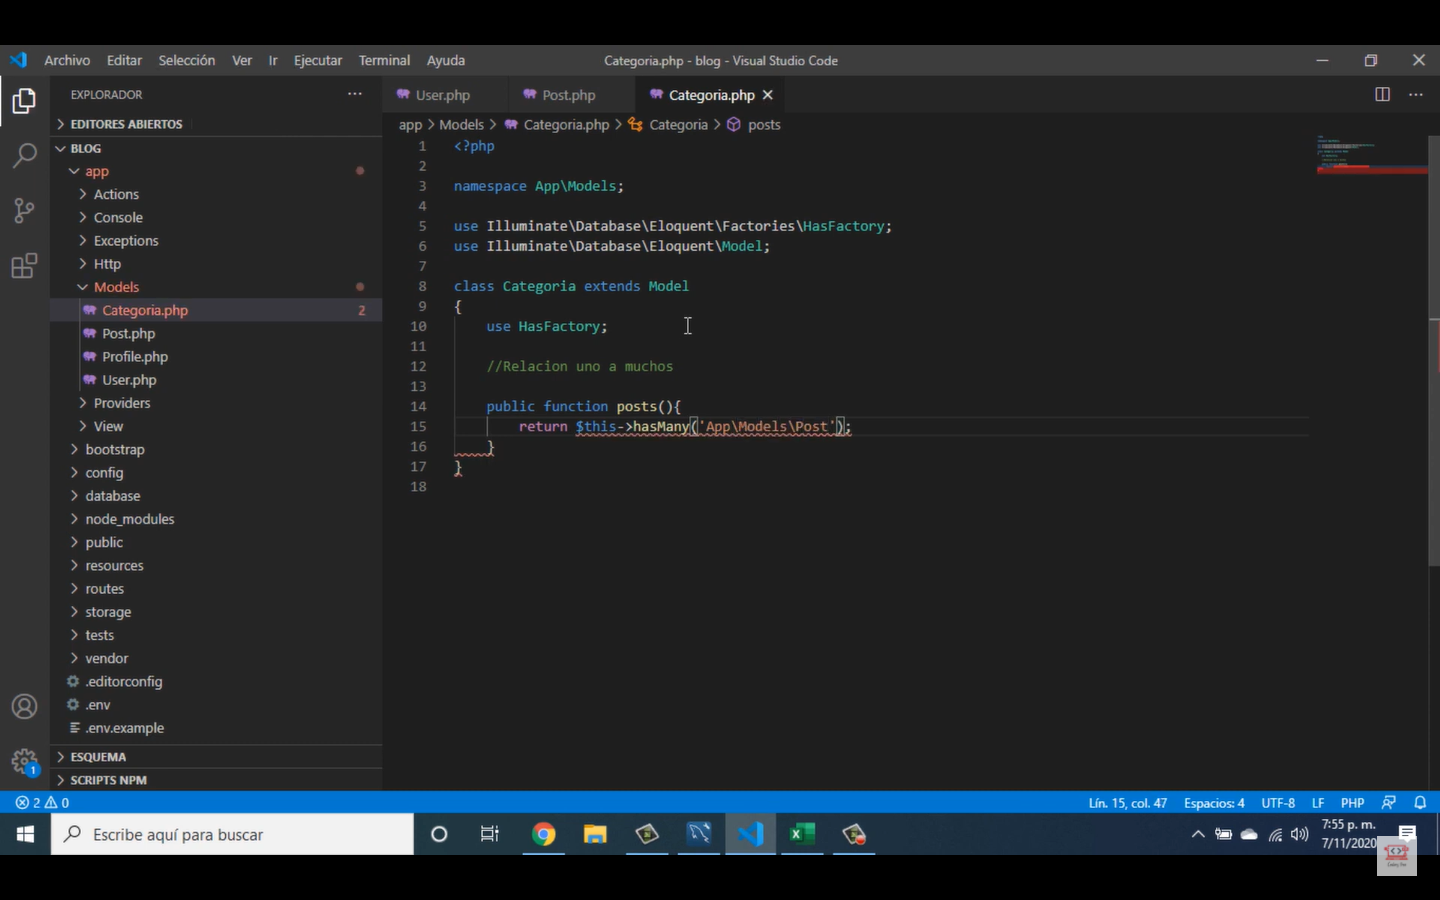 Archivo Editar Selección Ver Ir Ejecutar Terminal Ayuda
Categoria.php - blog - Visual Studio Code
EXPLORADOR
EDITORES ABIERTOS
BLOG
app
Actions
Console
Exceptions
Http
Models
Categoria.php 2
Post.php
Profile.php
User.php
Providers
View
bootstrap
config
database
node_modules
public
resources
routes
storage
tests
vendor
.editorconfig
.env
.env.example
ESQUEMA
SCRIPTS NPM
1
User.php Post.php Categoria.php
app > Models > Categoria.php > Categoria > posts
1 <?php
2
3 namespace App\Models;
4
5 use Illuminate\Database\Eloquent\Factories\HasFactory;
6 use Illuminate\Database\Eloquent\Model;
7
8 class Categoria extends Model
9 {
10 use HasFactory;
11
12 //Relacion uno a muchos
13
14 public function posts(){
15 return $this->hasMany('App\Models\Post');
16 }
17 }
18
2 0 Lín. 15, col. 47 Espacios: 4 UTF-8 LF PHP
Escribe aquí para buscar
7:55 p. m.
7/11/2020